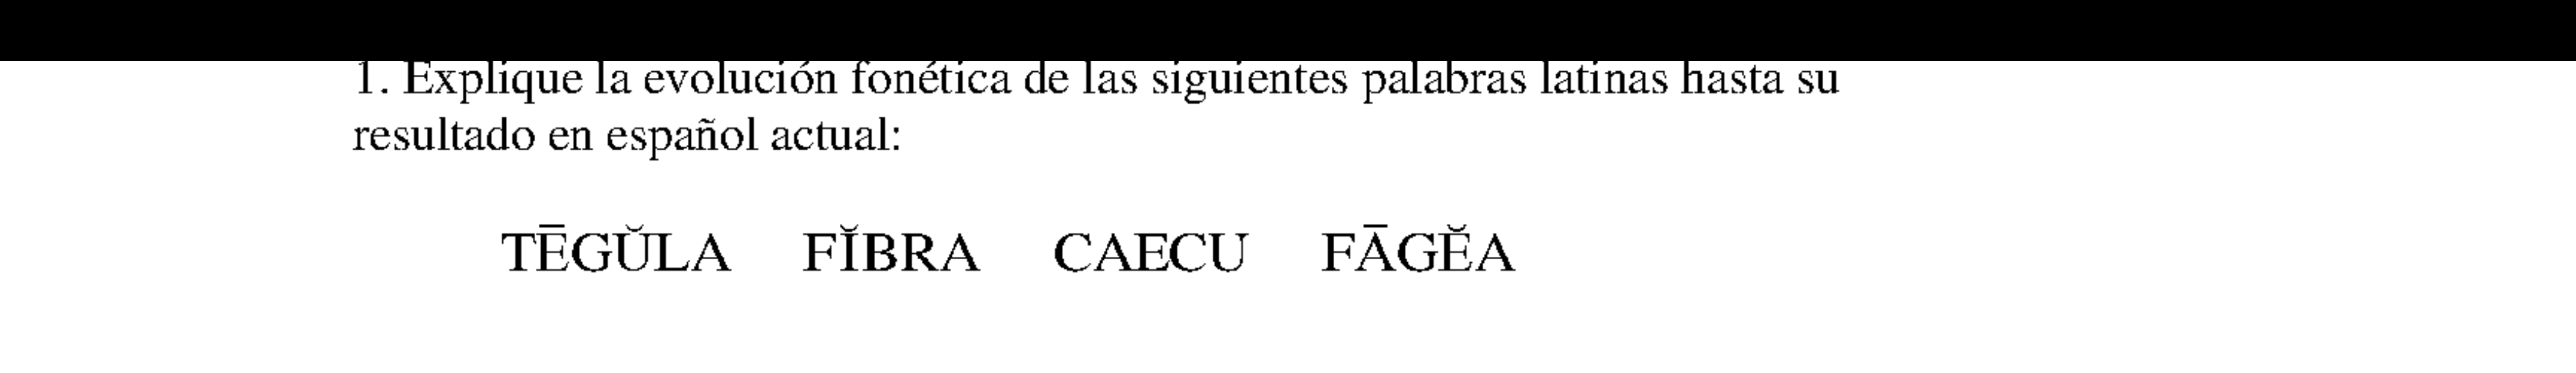 1. Explique la evolución fonética de las siguientes palabras latinas hasta su
resultado en español actual:
TĒGŬLA FĬBRA CAECU FĀGĔA